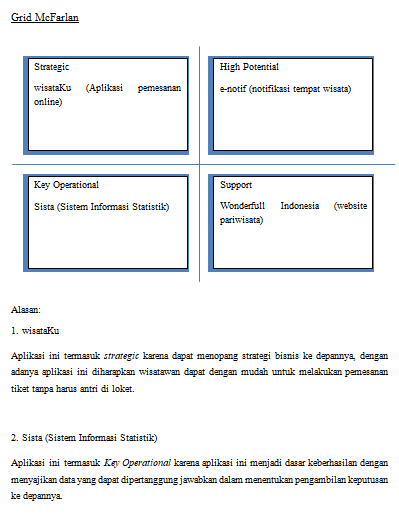 Grid McFarlan
Strategic
wisataKu (Aplikasi pemesanan
online)
High Potential
e-notif (notifikasi tempat wisata)
Key Operational
Sista (Sistem Informasi Statistik)
Support
Wonderfull Indonesia (website
pariwisata)
Alasan:
1. wisataKu
Aplikasi ini termasuk strategic karena dapat menopang strategi bisnis ke depannya, dengan
adanya aplikasi ini diharapkan wisatawan dapat dengan mudah untuk melakukan pemesanan
tiket tanpa harus antri di loket.
2. Sista (Sistem Informasi Statistik)
Aplikasi ini termasuk Key Operational karena aplikasi ini menjadi dasar keberhasilan dengan
menyajikan data yang dapat dipertanggung jawabkan dalam menentukan pengambilan keputusan
ke depannya.